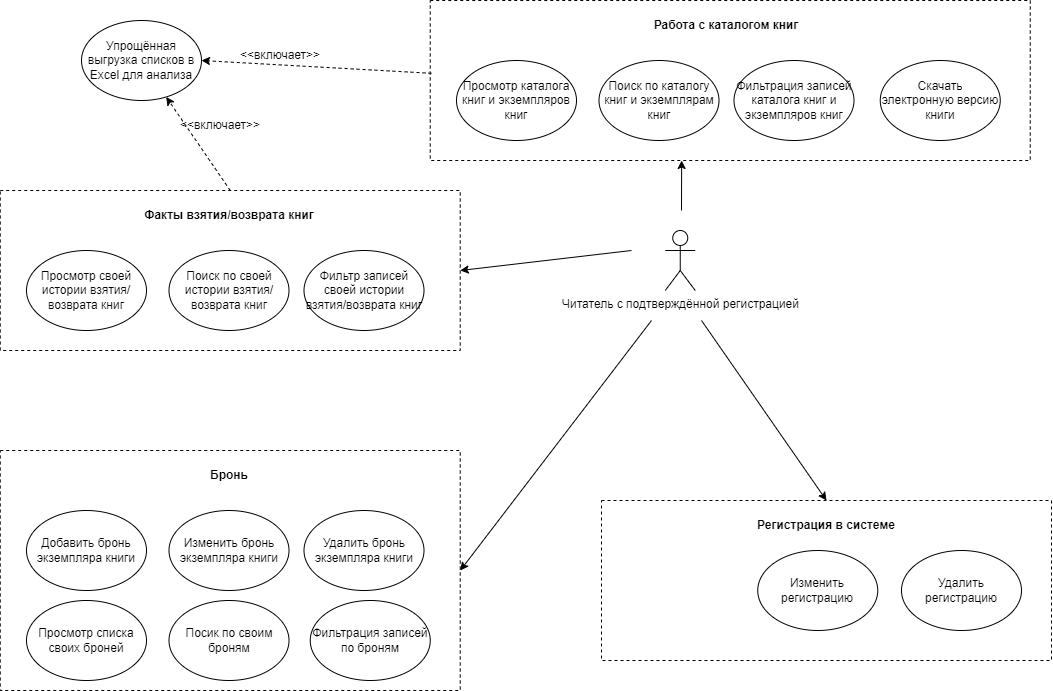 Работа с каталогом книг
Упрощённая
выгрузка списков в
Excel для анализа
<<включает>>
Просмотр каталога
книг и экземпляров
книг
Поиск по каталогу
книг и экземплярам
книг
Фильтрация записей
каталога книг и
экземпляров книг
Скачать
электронную версию
книги
<<включает>>
Факты взятия/возврата книг
Просмотр своей
истории взятия/
возврата книг
Поиск по своей
истории взятия/
возврата книг
Фильтр записей
своей истории
взятия/возврата книг
Читатель с подтверждённой регистрацией
Бронь
Добавить бронь
экземпляра книги
Изменить бронь
экземпляра книги
Удалить бронь
экземпляра книги
Просмотр списка
своих броней
Посик по своим
броням
Фильтрация записей
по броням
Регистрация в системе
Изменить
регистрацию
Удалить
регистрацию